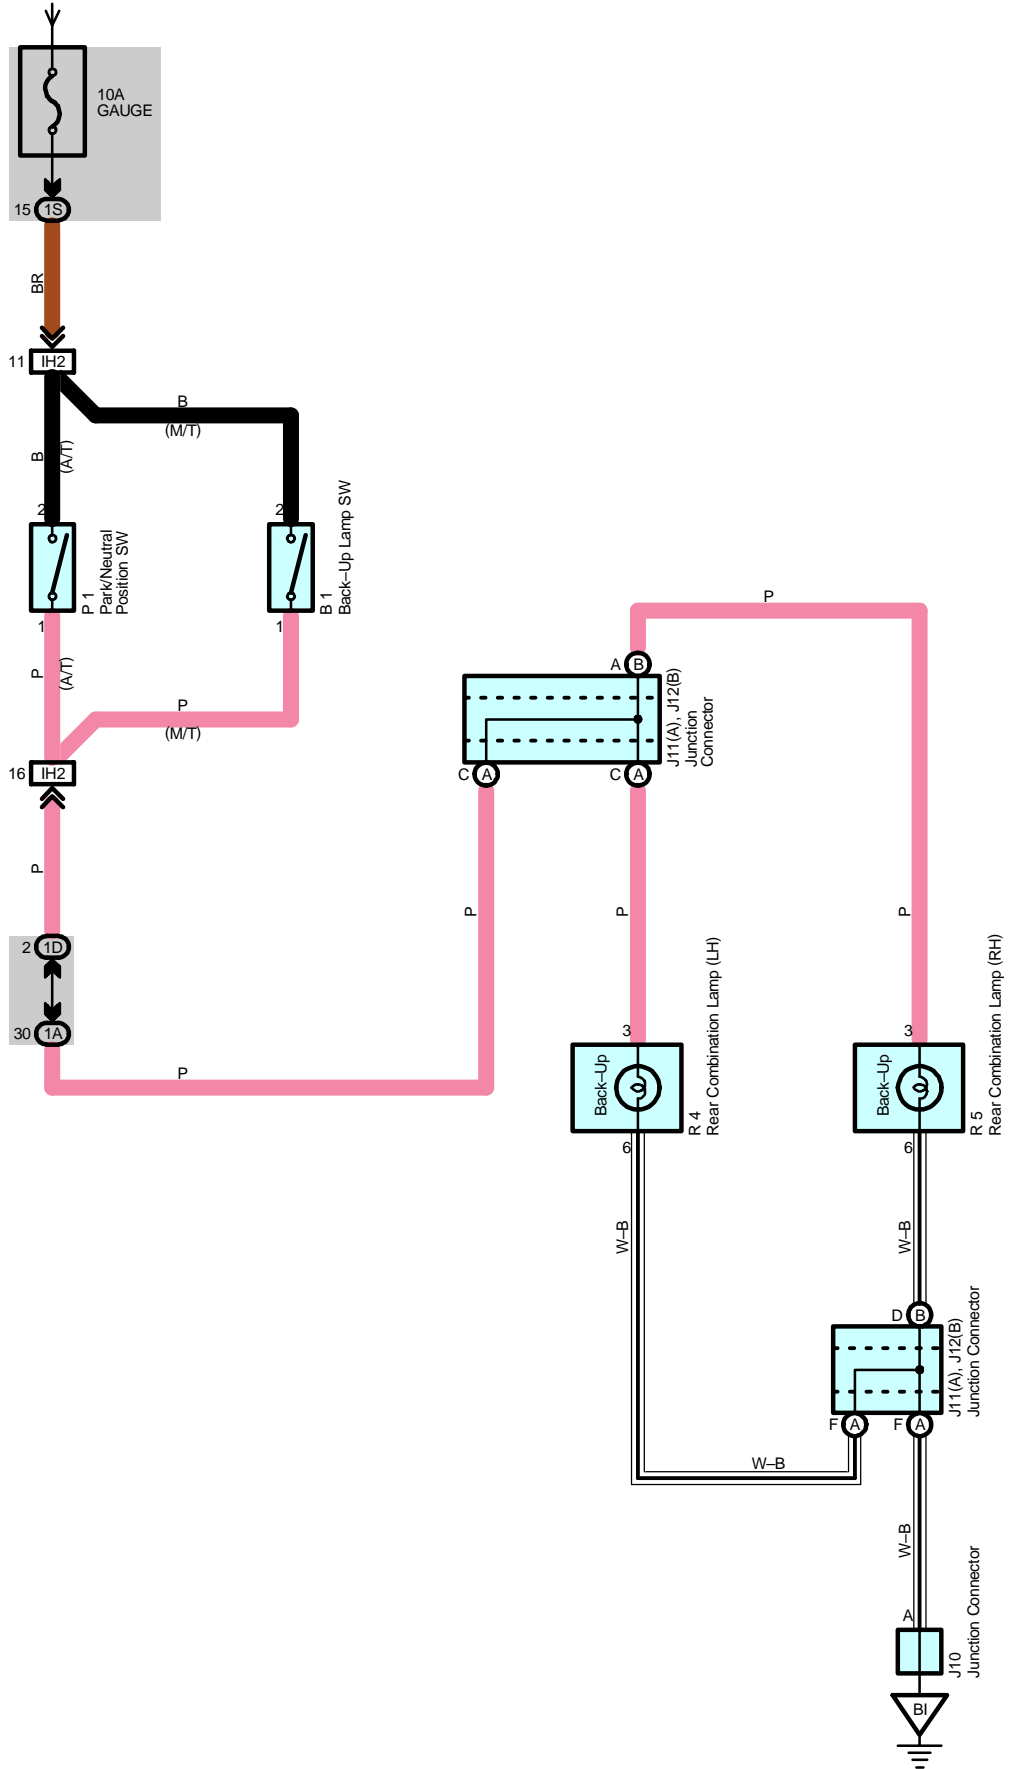 10A
GAUGE
15 1S
BR
11 IH2
B
(M/T)
B
(A/T)
2
2
P 1
Park/Neutral
Position SW
B 1
Back–Up Lamp SW
1
1
P
(A/T)
P
(M/T)
16 IH2
P
2 1D
30 1A
P
P
P
A B
C A
C A
J11(A), J12(B)
Junction
Connector
P
P
3
Back–Up
R 4
Rear Combination Lamp (LH)
6
3
Back–Up
R 5
Rear Combination Lamp (RH)
6
W–B
W–B
D B
F A
F A
J11(A), J12(B)
Junction Connector
W–B
W–B
A
J10
Junction Connector
BI